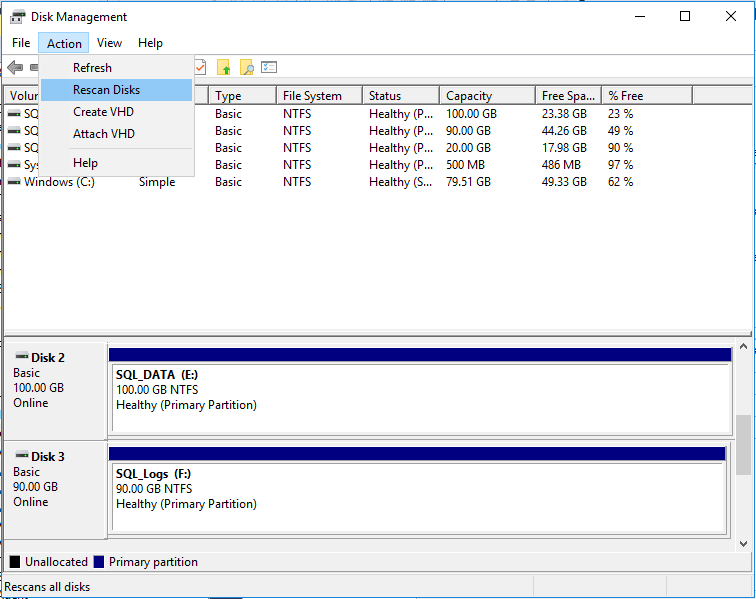 Disk Management
File Action View Help
Refresh
Rescan Disks
Create VHD
Attach VHD
Help
Volu Type File System Status Capacity Free Spa... % Free
SQ Basic NTFS Healthy (P... 100.00 GB 23.38 GB 23 %
SQ Basic NTFS Healthy (P... 90.00 GB 44.26 GB 49 %
SQ Basic NTFS Healthy (P... 20.00 GB 17.98 GB 90 %
Sys Basic NTFS Healthy (P... 500 MB 486 MB 97 %
Windows (C:) Simple Basic NTFS Healthy (S... 79.51 GB 49.33 GB 62 %
Disk 2
Basic
100.00 GB
Online
SQL_DATA (E:)
100.00 GB NTFS
Healthy (Primary Partition)
Disk 3
Basic
90.00 GB
Online
SQL_Logs (F:)
90.00 GB NTFS
Healthy (Primary Partition)
Unallocated Primary partition
Rescans all disks